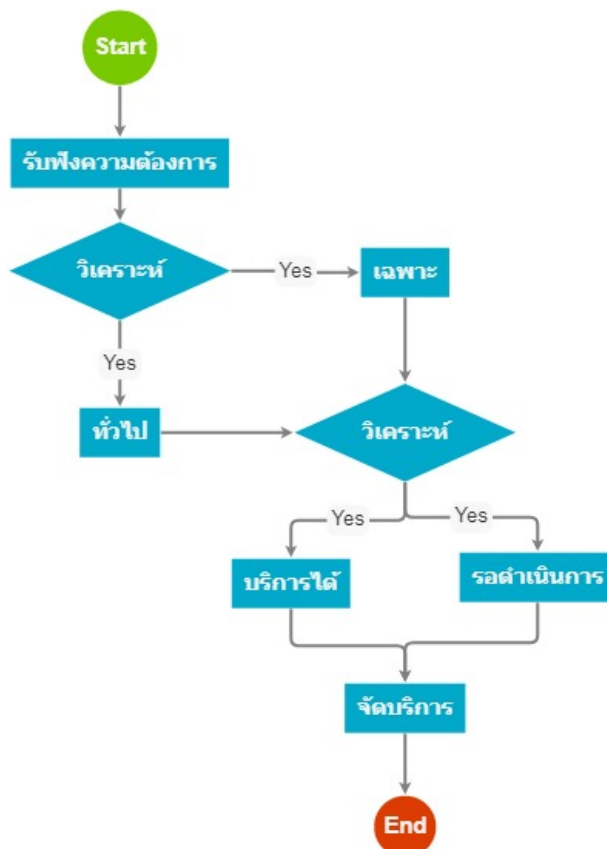 Start
รับฟังความต้องการ
วิเคราะห์
Yes
เฉพาะ
Yes
ทั่วไป
วิเคราะห์
Yes
Yes
บริการได้
รอดำเนินการ
จัดบริการ
End